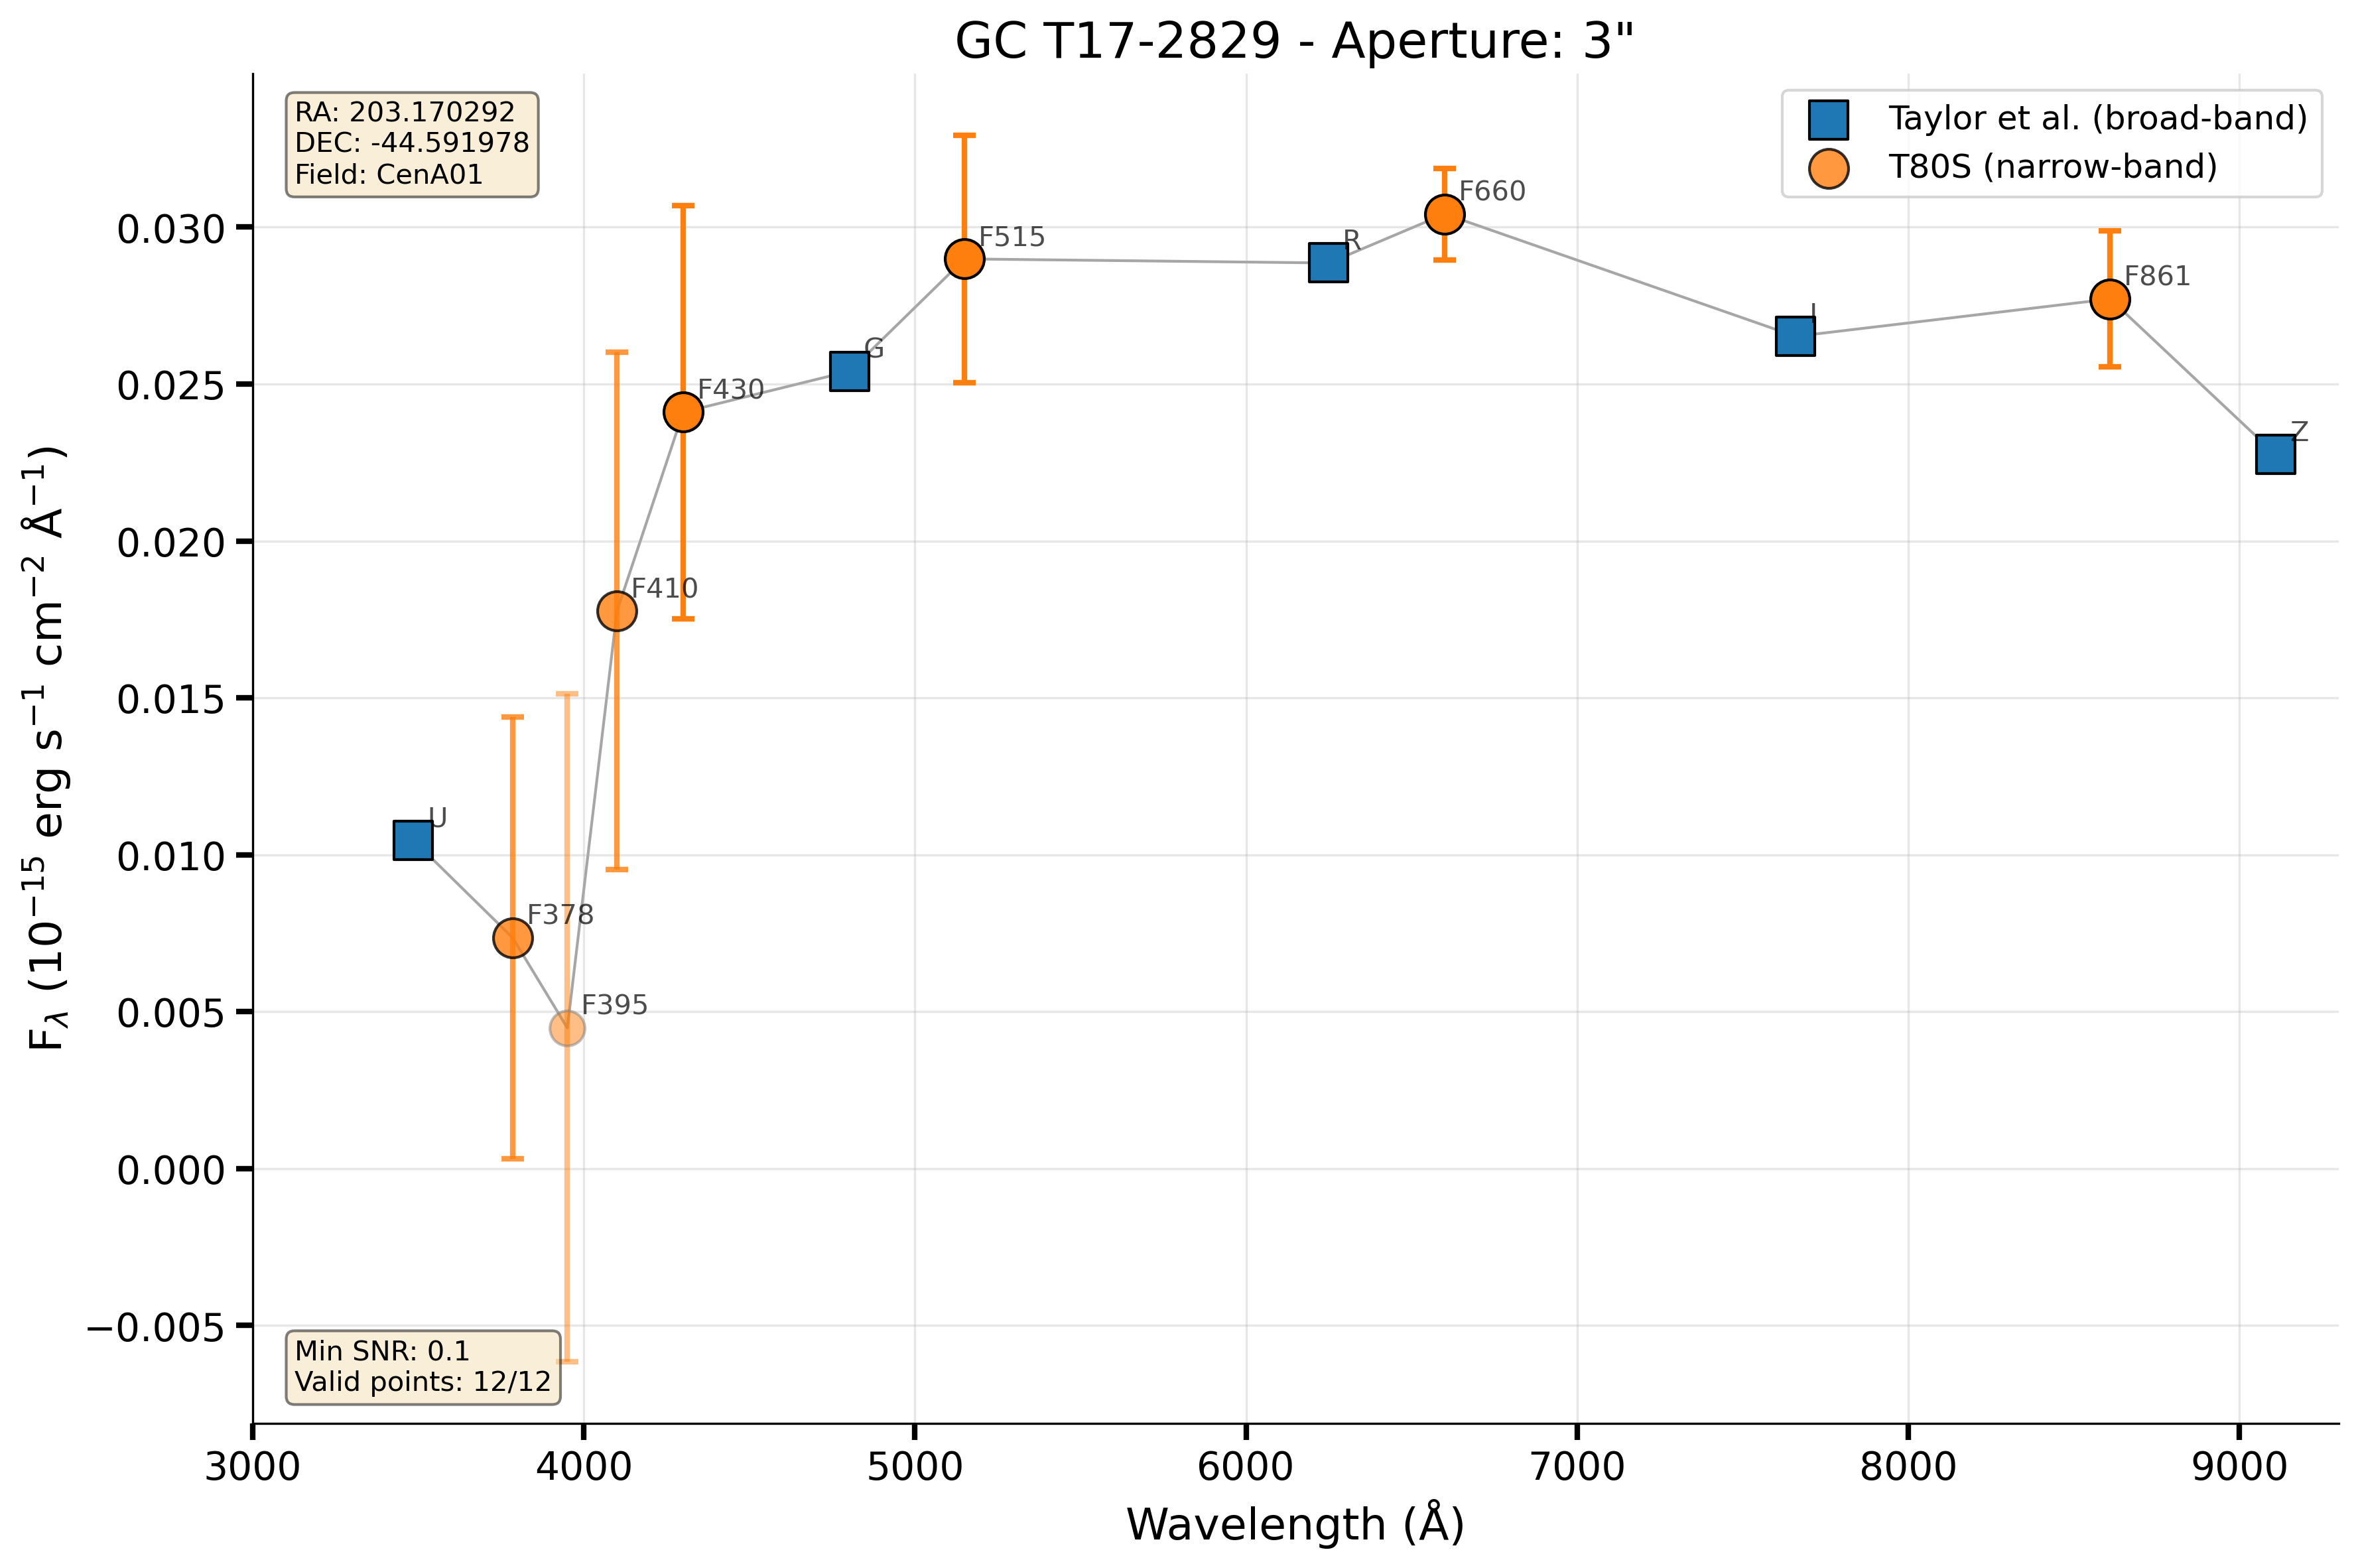 GC T17-2829 - Aperture: 3"
RA: 203.170292
DEC: -44.591978
Field: CenA01
Taylor et al. (broad-band)
T80S (narrow-band)
F660
F515
R
F861
I
G
F430
Z
F410
U
F378
F395
0.030
0.025
0.020
0.015
0.010
0.005
0.000
−0.005
Fλ (10⁻¹⁵ erg s⁻¹ cm⁻² Å⁻¹)
Min SNR: 0.1
Valid points: 12/12
3000 4000 5000 6000 7000 8000 9000
Wavelength (Å)